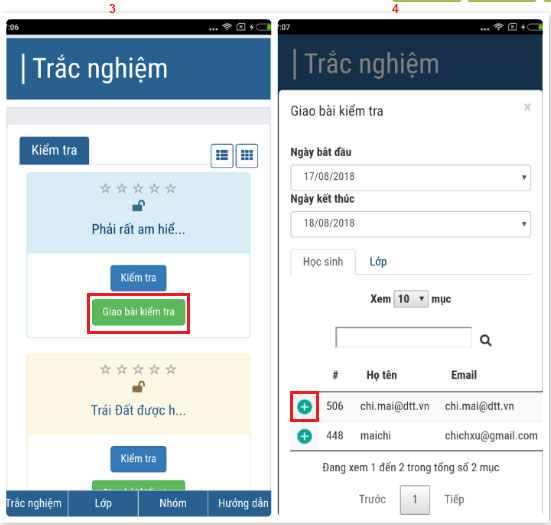 3
:06
Trắc nghiệm
Kiểm tra
Phải rất am hiể...
Kiểm tra
Giao bài kiểm tra
Trái Đất được h...
Kiểm tra
Trắc nghiệm Lớp Nhóm Hướng dẫn
4
:07
Trắc nghiệm
Giao bài kiểm tra ×
Ngày bắt đầu
17/08/2018
Ngày kết thúc
18/08/2018
Học sinh Lớp
Xem 10 mục
# Họ tên Email
506 chi.mai@dtt.vn chi.mai@dtt.vn
448 maichi chichxu@gmail.com
Đang xem 1 đến 2 trong tổng số 2 mục
Trước 1 Tiếp